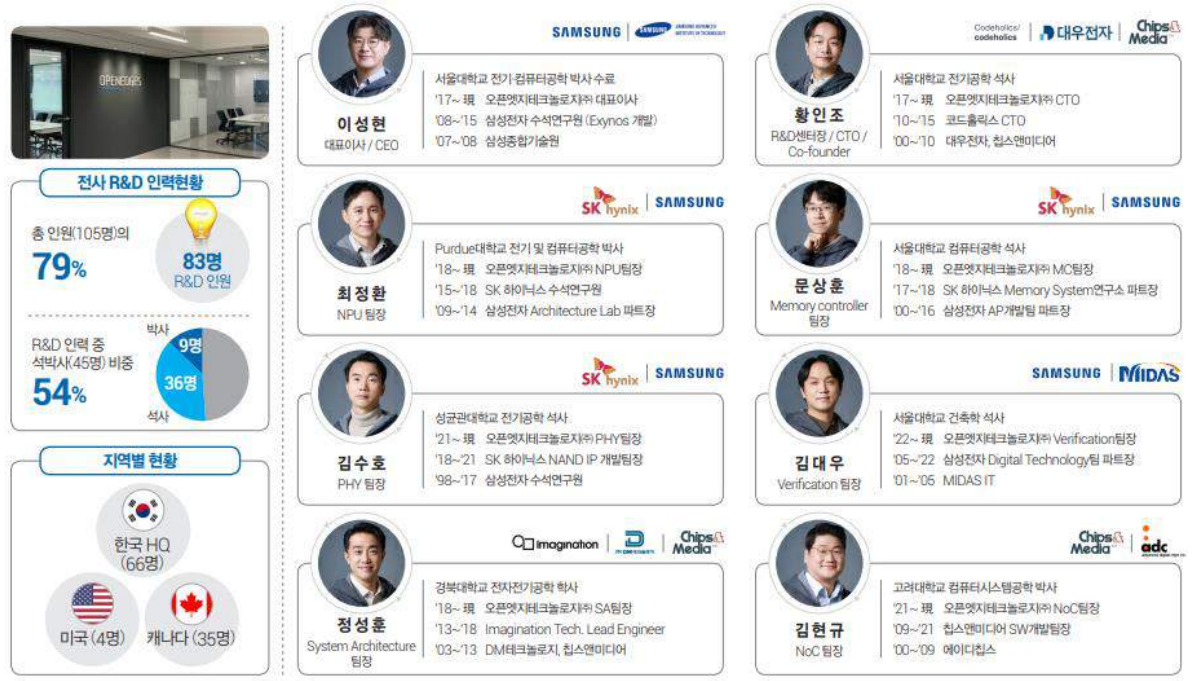 OPENEDGES
전사 R&D 인력현황
총 인원(105명)의
79%
83명
R&D 인원
R&D 인력 중
석박사(45명) 비중
54%
박사
9명
36명
석사
지역별 현황
한국 HQ
(66명)
미국 (4명)
캐나다 (35명)
SAMSUNG
SAMSUNG SAMSUNG ADVANCED
INSTITUTE OF TECHNOLOGY
이성현
대표이사 / CEO
서울대학교 전기·컴퓨터공학 박사 수료
'17~ 現 오픈엣지테크놀로지㈜ 대표이사
'08~'15 삼성전자 수석연구원 (Exynos 개발)
'07~'08 삼성종합기술원
Codeholics/
codeholics
대우전자
Chips&
Media
황인조
R&D센터장 / CTO /
Co-founder
서울대학교 전기공학 석사
'17~ 現 오픈엣지테크놀로지㈜ CTO
'10~'15 코드홀릭스 CTO
'00~'10 대우전자, 칩스앤미디어
SK hynix
SAMSUNG
최정환
NPU 팀장
Purdue대학교 전기 및 컴퓨터공학 박사
'18~ 現 오픈엣지테크놀로지㈜ NPU팀장
'15~'18 SK 하이닉스 수석연구원
'09~'14 삼성전자 Architecture Lab 파트장
SK hynix
SAMSUNG
문상훈
Memory controller
팀장
서울대학교 컴퓨터공학 석사
'18~ 現 오픈엣지테크놀로지㈜ MC팀장
'17~'18 SK 하이닉스 Memory System연구소 파트장
'00~'16 삼성전자 AP개발팀 파트장
SK hynix
SAMSUNG
김수호
PHY 팀장
성균관대학교 전기공학 석사
'21~ 現 오픈엣지테크놀로지㈜ PHY팀장
'18~'21 SK 하이닉스 NAND IP 개발팀장
'98~'17 삼성전자 수석연구원
SAMSUNG
MIDAS
김대우
Verification 팀장
서울대학교 건축학 석사
'22~ 現 오픈엣지테크놀로지㈜ Verification팀장
'05~'22 삼성전자 Digital Technology팀 파트장
'01~'05 MIDAS IT
Imagination
Chips&
Media
정성훈
System Architecture
팀장
경북대학교 전자전기공학 학사
'18~ 現 오픈엣지테크놀로지㈜ SA팀장
'13~'18 Imagination Tech. Lead Engineer
'03~'13 DM테크놀로지, 칩스앤미디어
Chips&
Media
adc
김현규
NoC 팀장
고려대학교 컴퓨터시스템공학 박사
'21~ 現 오픈엣지테크놀로지㈜ NoC팀장
'09~'21 칩스앤미디어 SW개발팀장
'00~'09 에이디칩스